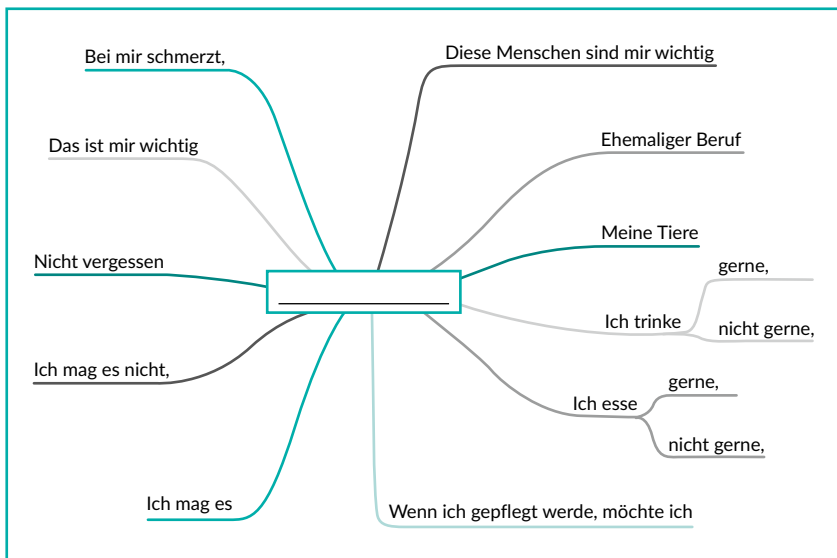 Bei mir schmerzt,
Diese Menschen sind mir wichtig
Das ist mir wichtig
Ehemaliger Beruf
Nicht vergessen
Meine Tiere
Ich trinke
gerne,
nicht gerne,
Ich mag es nicht,
Ich esse
gerne,
nicht gerne,
Ich mag es
Wenn ich gepflegt werde, möchte ich